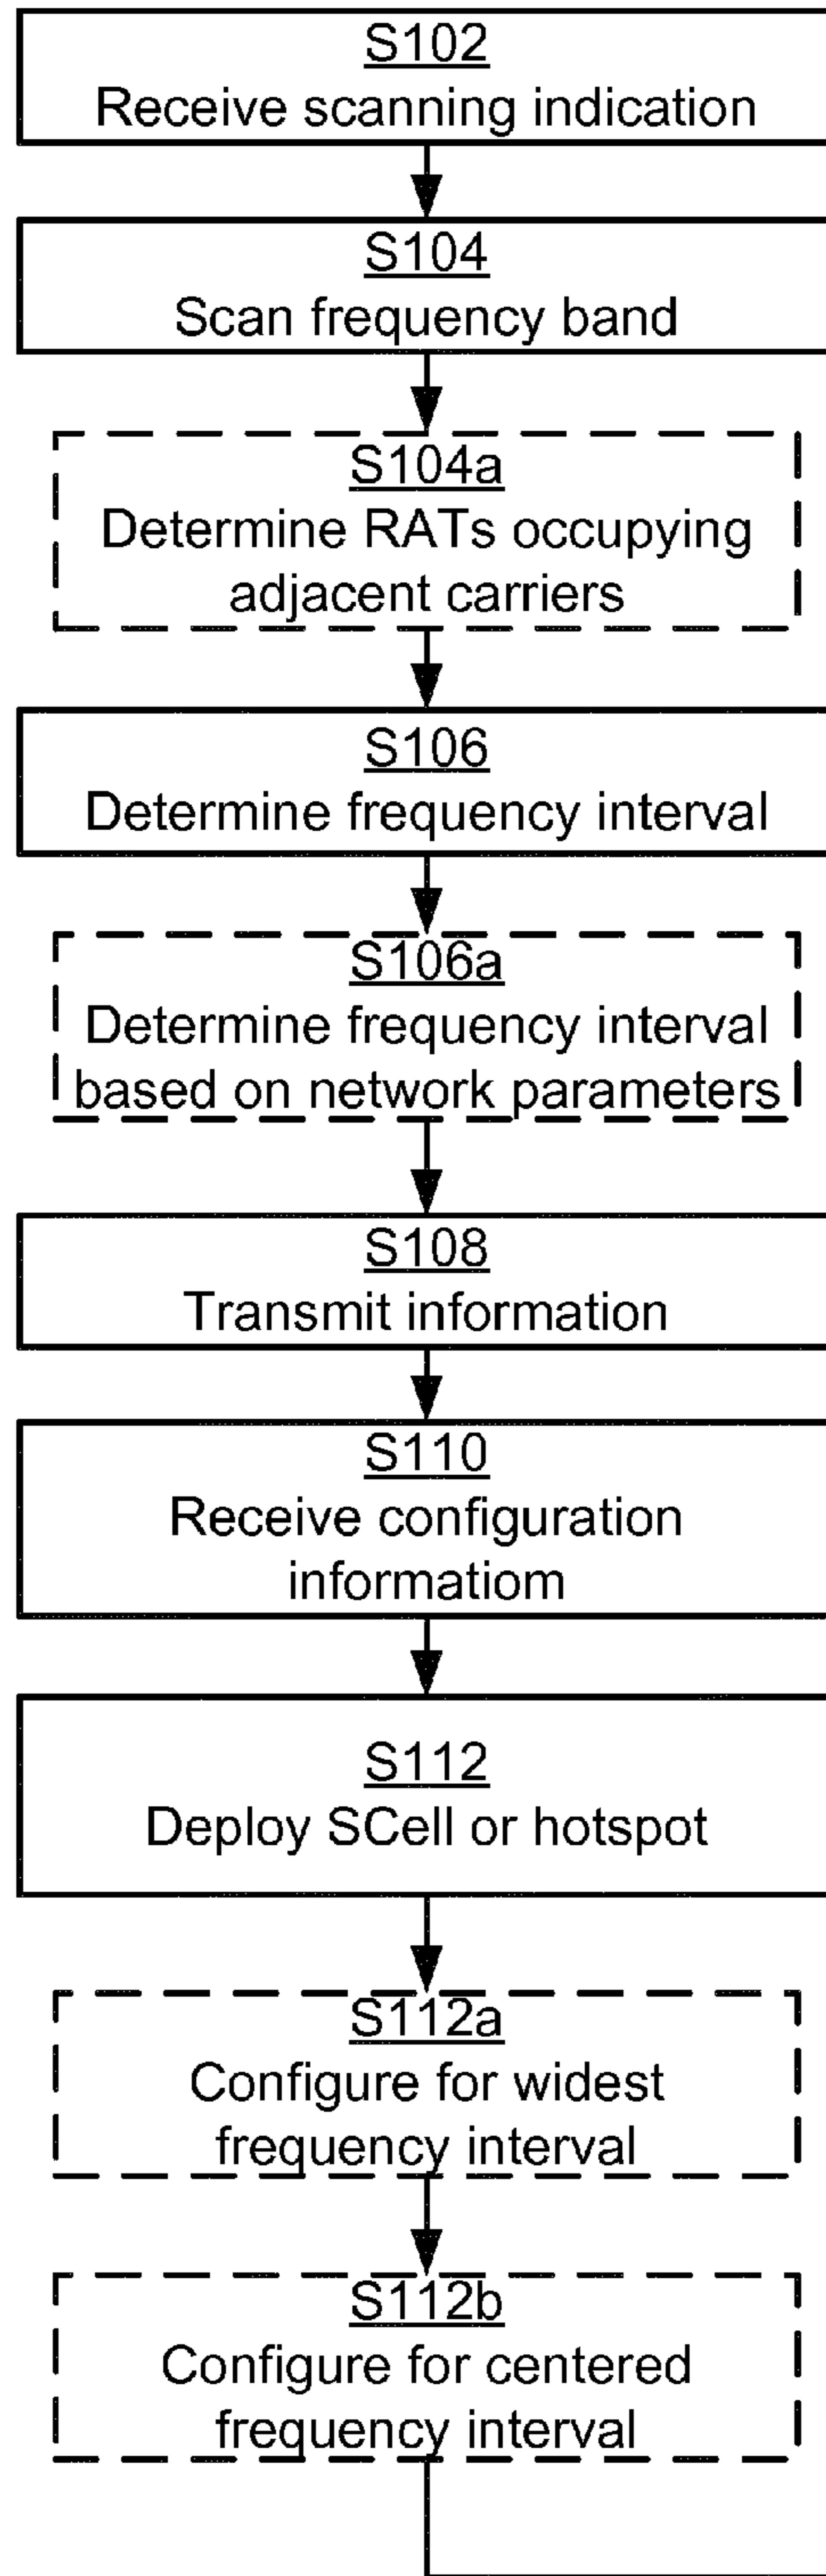 S102
Receive scanning indication
S104
Scan frequency band
S104a
Determine RATs occupying
adjacent carriers
S106
Determine frequency interval
S106a
Determine frequency interval
based on network parameters
S108
Transmit information
S110
Receive configuration
informatiom
S112
Deploy SCell or hotspot
S112a
Configure for widest
frequency interval
S112b
Configure for centered
frequency interval